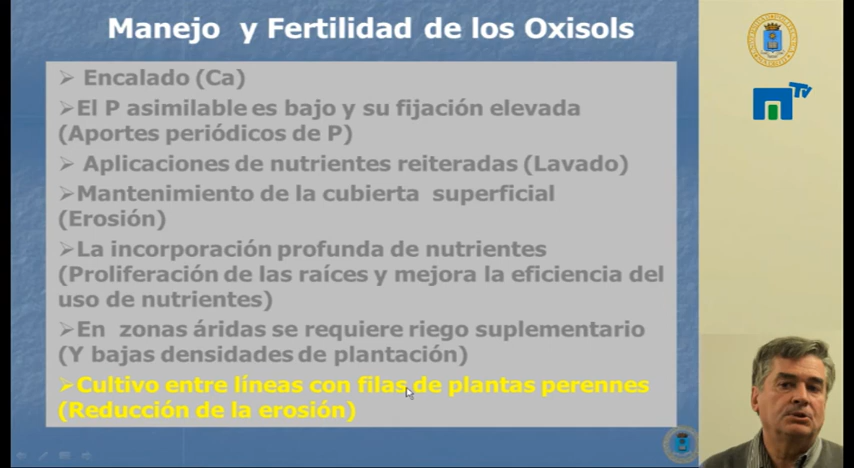 Manejo y Fertilidad de los Oxisols
➢ Encalado (Ca)
➢El P asimilable es bajo y su fijación elevada
(Aportes periódicos de P)
➢ Aplicaciones de nutrientes reiteradas (Lavado)
➢Mantenimiento de la cubierta superficial
(Erosión)
➢La incorporación profunda de nutrientes
(Proliferación de las raíces y mejora la eficiencia del
uso de nutrientes)
➢En zonas áridas se requiere riego suplementario
(Y bajas densidades de plantación)
➢Cultivo entre líneas con filas de plantas perennes
(Reducción de la erosión)
TV